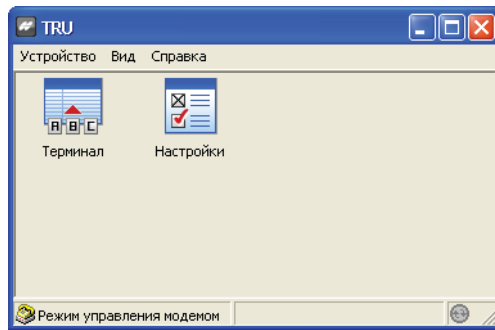 TRU
Устройство Вид Справка
A B C
Терминал Настройки
Режим управления модемом